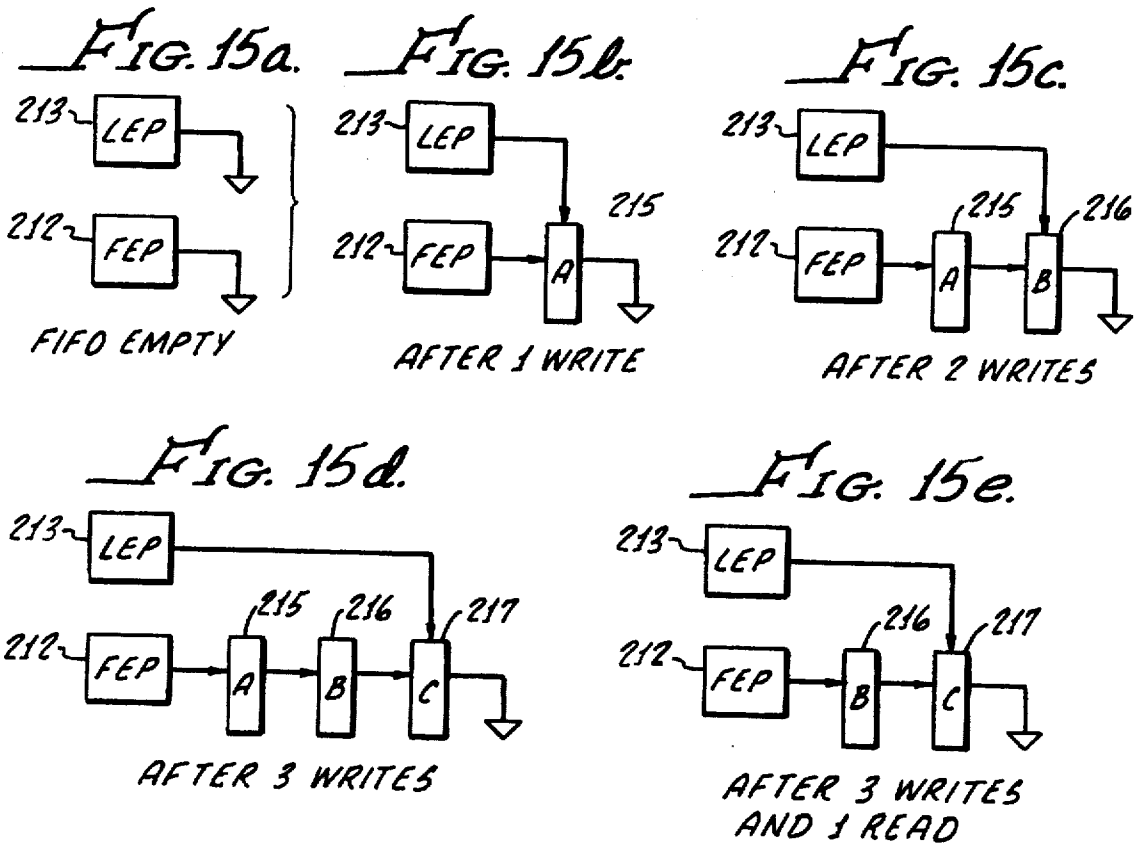 FIG. 15a.
213 LEP
212 FEP
FIFO EMPTY
FIG. 15b.
213 LEP
215
212 FEP A
AFTER 1 WRITE
FIG. 15c.
213 LEP
215 216
212 FEP A B
AFTER 2 WRITES
FIG. 15d.
213 LEP
215 216 217
212 FEP A B C
AFTER 3 WRITES
FIG. 15e.
213 LEP
216 217
212 FEP B C
AFTER 3 WRITES
AND 1 READ